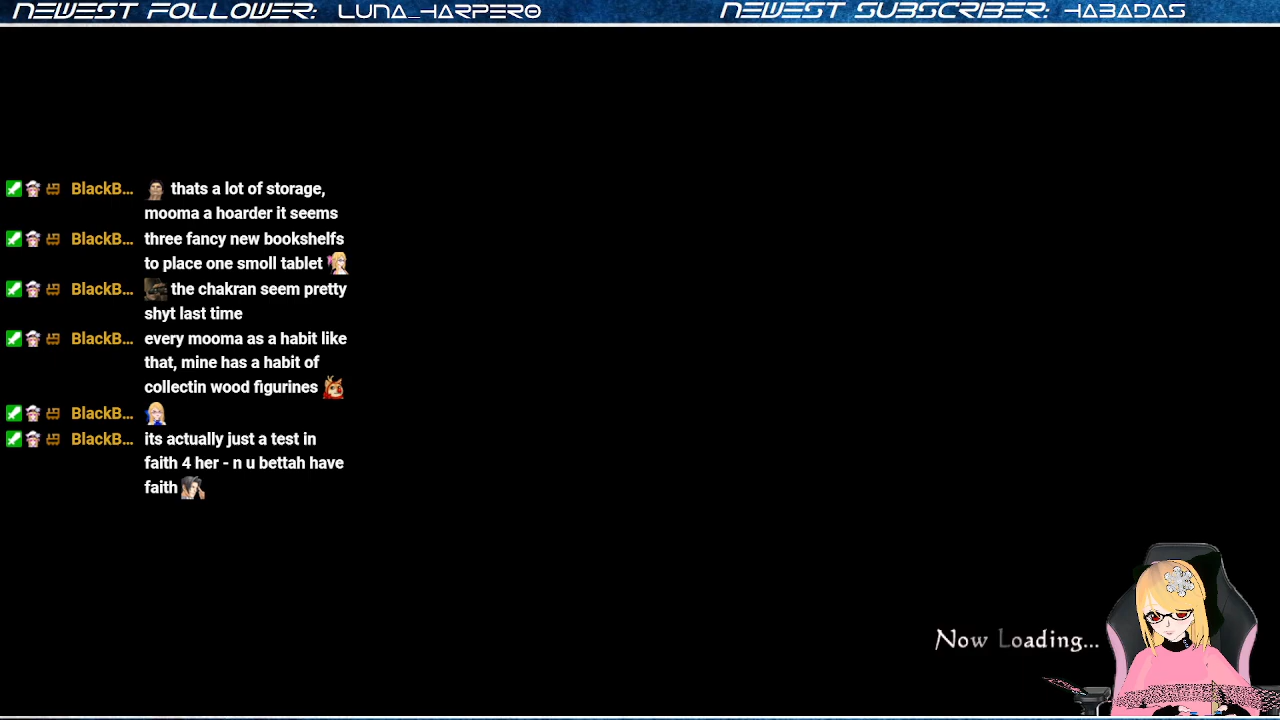 NEWEST FOLLOWER: LUNA_HARPER0 NEWEST SUBSCRIBER: HABADAS
BlackB... thats a lot of storage,
mooma a hoarder it seems
BlackB... three fancy new bookshelfs
to place one smoll tablet
BlackB... the chakran seem pretty
shyt last time
BlackB... every mooma as a habit like
that, mine has a habit of
collectin wood figurines
BlackB...
BlackB... its actually just a test in
faith 4 her - n u bettah have
faith
Now Loading...